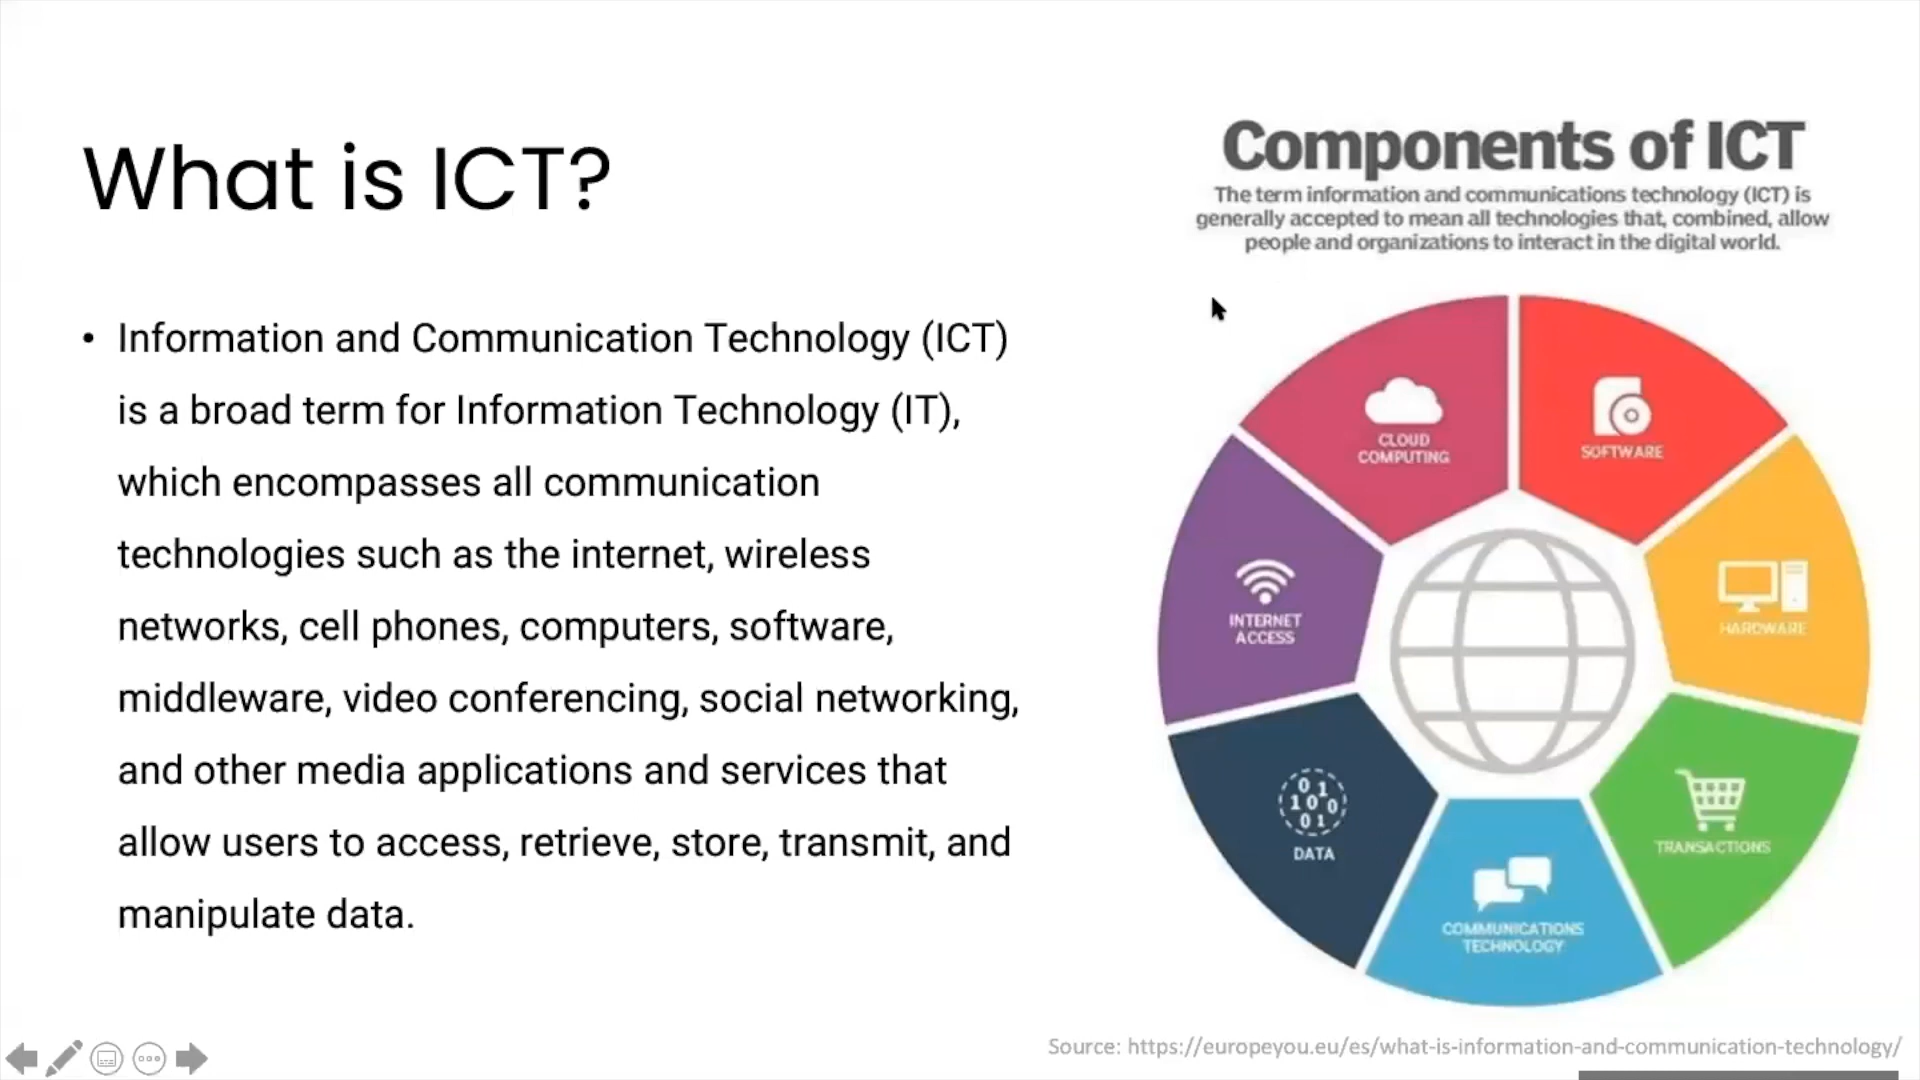 What is ICT?
• Information and Communication Technology (ICT)
is a broad term for Information Technology (IT),
which encompasses all communication
technologies such as the internet, wireless
networks, cell phones, computers, software,
middleware, video conferencing, social networking,
and other media applications and services that
allow users to access, retrieve, store, transmit, and
manipulate data.
Components of ICT
The term information and communications technology (ICT) is
generally accepted to mean all technologies that, combined, allow
people and organizations to interact in the digital world.
CLOUD
COMPUTING
SOFTWARE
INTERNET
ACCESS
HARDWARE
01
1000
01
DATA
TRANSACTIONS
COMMUNICATIONS
TECHNOLOGY
Source: https://europeyou.eu/es/what-is-information-and-communication-technology/